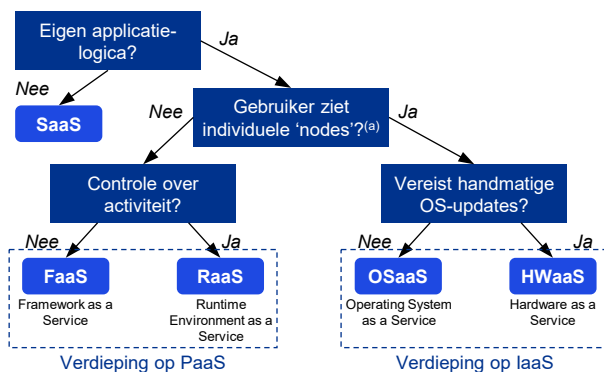 Eigen applicatie-
logica?
Ja
Nee
SaaS
Gebruiker ziet
individuele ‘nodes’?(a)
Nee
Ja
Controle over
activiteit?
Vereist handmatige
OS-updates?
Nee
Ja
Nee
Ja
FaaS
RaaS
OSaaS
HWaaS
Framework as a
Service
Runtime
Environment as a
Service
Operating System
as a Service
Hardware as a
Service
Verdieping op PaaS
Verdieping op IaaS